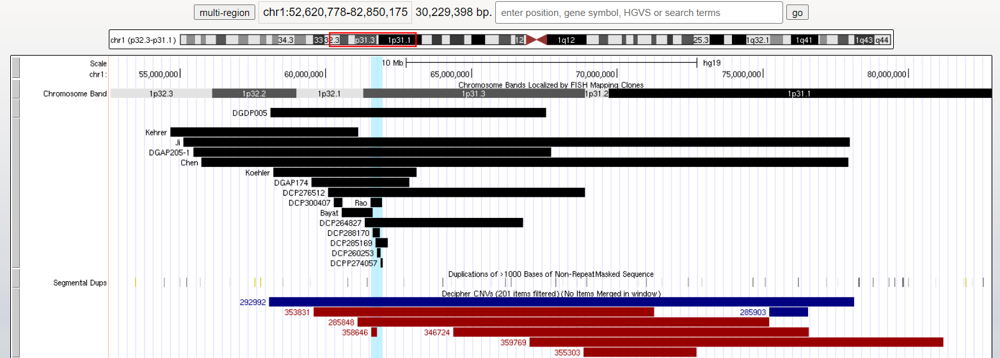 multi-region chr1:52,620,778-82,850,175 30,229,398 bp. enter position, gene symbol, HGVS or search terms go
chr1 (p32.3-p31.1) 34.3 33 32.3 p31.3 1p31.1 12 1q12 25.3 1q32.1 1q41 1q43 q44
Scale 10 Mb hg19
chr1: 55,000,000 60,000,000 65,000,000 70,000,000 75,000,000 80,000,000
Chromosome Bands Localized by FISH Mapping Clones
Chromosome Band 1p32.3 1p32.2 1p32.1 1p31.3 1p31.2 1p31.1
DGDP005
Kehrer
Ji
DGAP205-1
Chen
Koehler
DGAP174
DCP276512
DCP300407 Rao
Bayat
DCP264827
DCP288170
DCP285169
DCP260253
DCPP274057
Duplications of >1000 Bases of Non-RepeatMasked Sequence
Segmental Dups
Decipher CNVs (201 items filtered) (No Items Merged in window)
292992
353831 285903
285848
358646 346724
359769
355303